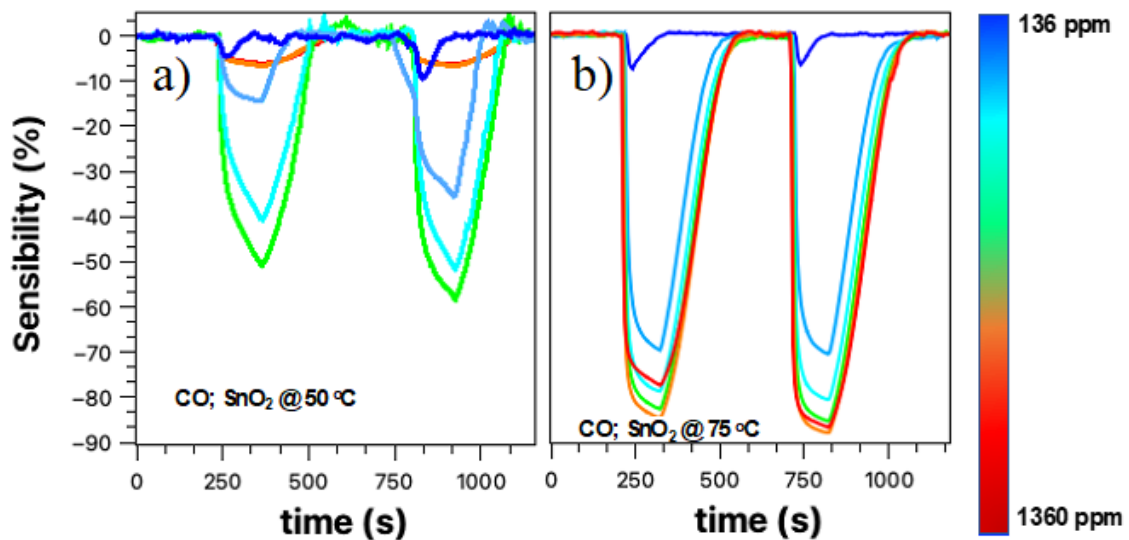 Sensibility (%)
0
−10
−20
−30
−40
−50
−60
−70
−80
−90
a)
CO; SnO₂ @ 50 °C
0
250
500
750
1000
time (s)
b)
CO; SnO₂ @ 75 °C
0
250
500
750
1000
time (s)
136 ppm
1360 ppm